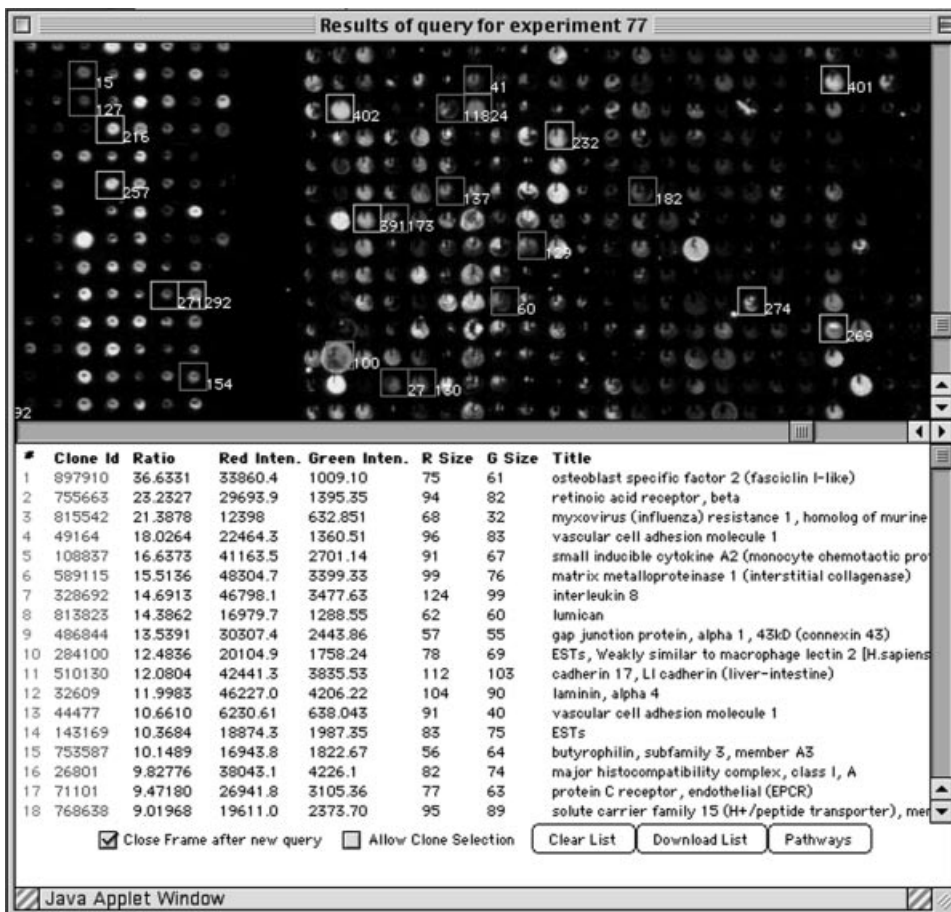 Results of query for experiment 77
15
41
401
127
402
11824
216
232
257
137
182
391173
129
271292
60
274
269
100
154
27 130
92
# Clone Id Ratio Red Inten. Green Inten. R Size G Size Title
1 897910 36.6331 33860.4 1009.10 75 61 osteoblast specific factor 2 (fasciclin I-like)
2 755663 23.2327 29693.9 1395.35 94 82 retinoic acid receptor, beta
3 815542 21.3878 12398 632.851 68 32 myxovirus (influenza) resistance 1, homolog of murine
4 49164 18.0264 22464.3 1360.51 96 83 vascular cell adhesion molecule 1
5 108837 16.6373 41163.5 2701.14 91 67 small inducible cytokine A2 (monocyte chemotactic pro
6 589115 15.5136 48304.7 3399.33 99 76 matrix metalloproteinase 1 (interstitial collagenase)
7 328692 14.6913 46798.1 3477.63 124 99 interleukin 8
8 813823 14.3862 16979.7 1288.55 62 60 lumican
9 486844 13.5391 30307.4 2443.86 57 55 gap junction protein, alpha 1, 43kD (connexin 43)
10 284100 12.4836 20104.9 1758.24 78 69 ESTs, Weakly similar to macrophage lectin 2 [H.sapiens
11 510130 12.0804 42441.3 3835.53 112 103 cadherin 17, LI cadherin (liver-intestine)
12 32609 11.9983 46227.0 4206.22 104 90 laminin, alpha 4
13 44477 10.6610 6230.61 638.043 91 40 vascular cell adhesion molecule 1
14 143169 10.3684 18874.3 1987.35 83 75 ESTs
15 753587 10.1489 16943.8 1822.67 56 64 butyrophilin, subfamily 3, member A3
16 26801 9.82776 38043.1 4226.1 82 74 major histocompatibility complex, class I, A
17 71101 9.47180 26941.8 3105.36 77 63 protein C receptor, endothelial (EPCR)
18 768638 9.01968 19611.0 2373.70 95 89 solute carrier family 15 (H+/peptide transporter), mer
Close Frame after new query Allow Clone Selection Clear List Download List Pathways
Java Applet Window